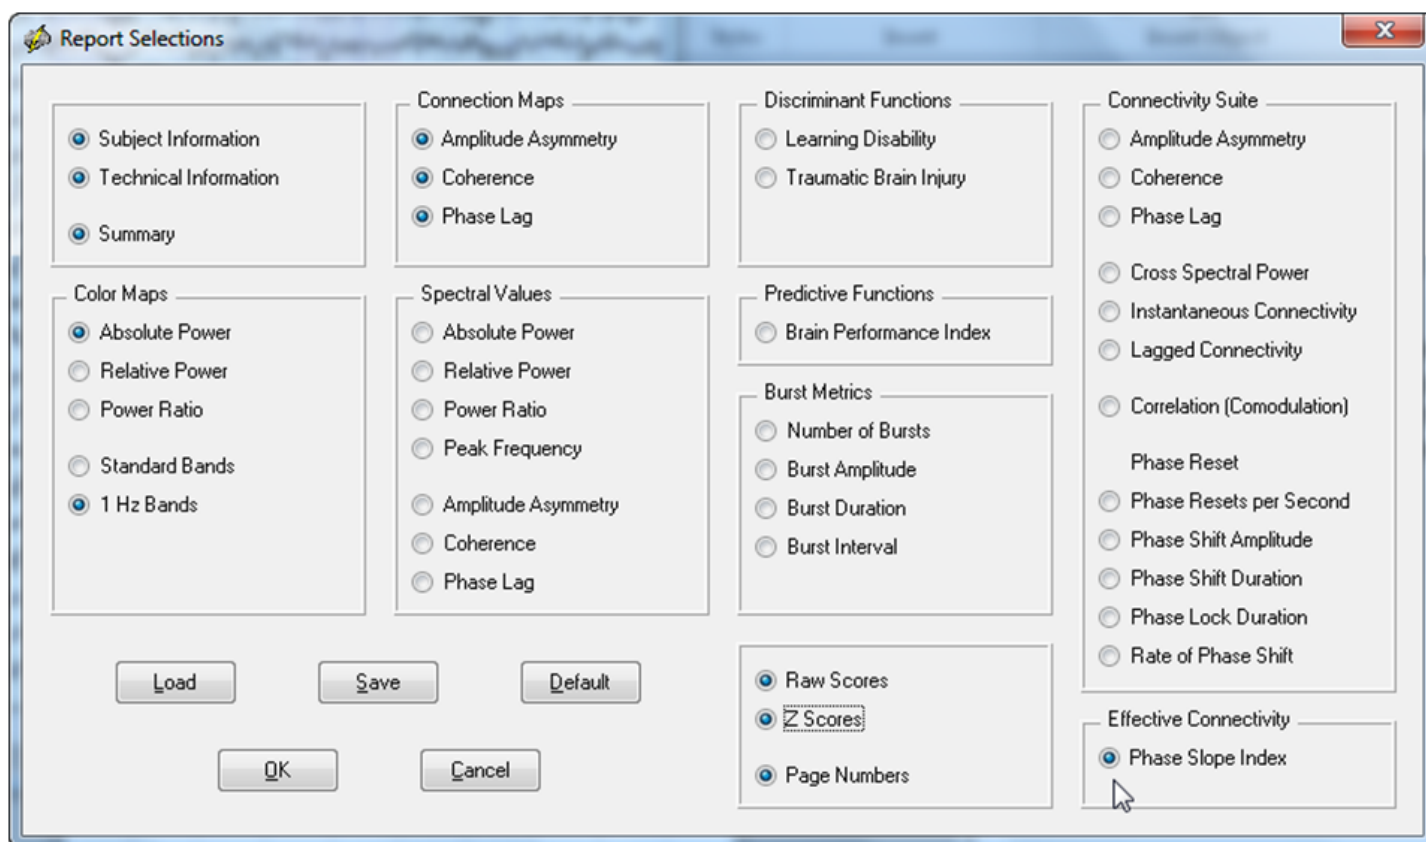 Report Selections
Subject Information
Technical Information
Summary
Connection Maps
Amplitude Asymmetry
Coherence
Phase Lag
Discriminant Functions
Learning Disability
Traumatic Brain Injury
Connectivity Suite
Amplitude Asymmetry
Coherence
Phase Lag
Cross Spectral Power
Instantaneous Connectivity
Lagged Connectivity
Correlation (Comodulation)
Phase Reset
Phase Resets per Second
Phase Shift Amplitude
Phase Shift Duration
Phase Lock Duration
Rate of Phase Shift
Color Maps
Absolute Power
Relative Power
Power Ratio
Standard Bands
1 Hz Bands
Spectral Values
Absolute Power
Relative Power
Power Ratio
Peak Frequency
Amplitude Asymmetry
Coherence
Phase Lag
Predictive Functions
Brain Performance Index
Burst Metrics
Number of Bursts
Burst Amplitude
Burst Duration
Burst Interval
Load
Save
Default
OK
Cancel
Raw Scores
Z Scores
Page Numbers
Effective Connectivity
Phase Slope Index